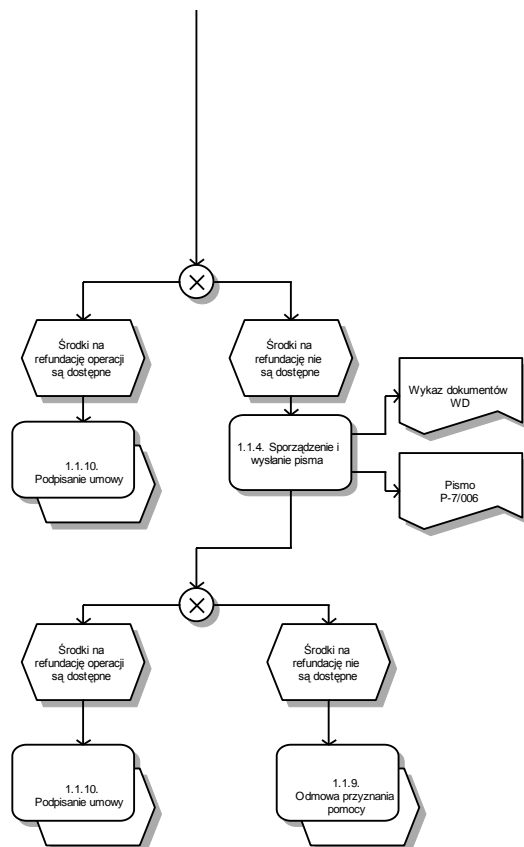 Środki na
refundację operacji
są dostępne
Środki na
refundację nie
są dostępne
Wykaz dokumentów
WD
1.1.10.
Podpisanie umowy
1.1.4. Sporządzenie i
wysłanie pisma
Pismo
P-7/006
Środki na
refundację operacji
są dostępne
Środki na
refundację nie
są dostępne
1.1.10.
Podpisanie umowy
1.1.9.
Odmowa przyznania
pomocy